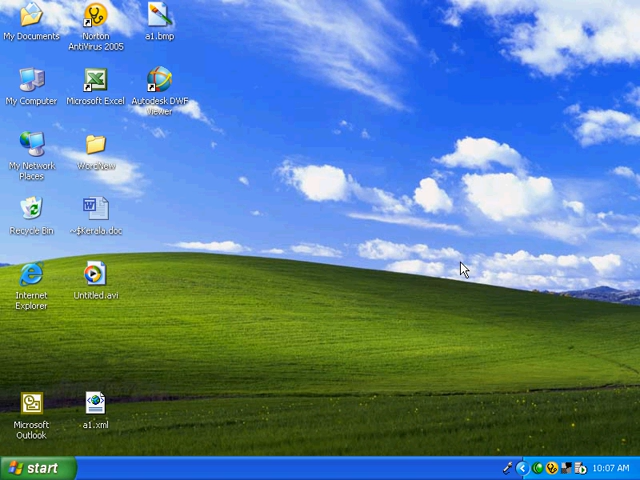 My Documents
Norton
AntiVirus 2005
a1.bmp
My Computer
Microsoft Excel
Autodesk DWF
Viewer
My Network
Places
WordNew
Recycle Bin
~$Kerala.doc
Internet
Explorer
Untitled.avi
Microsoft
Outlook
a1.xml
start
10:07 AM